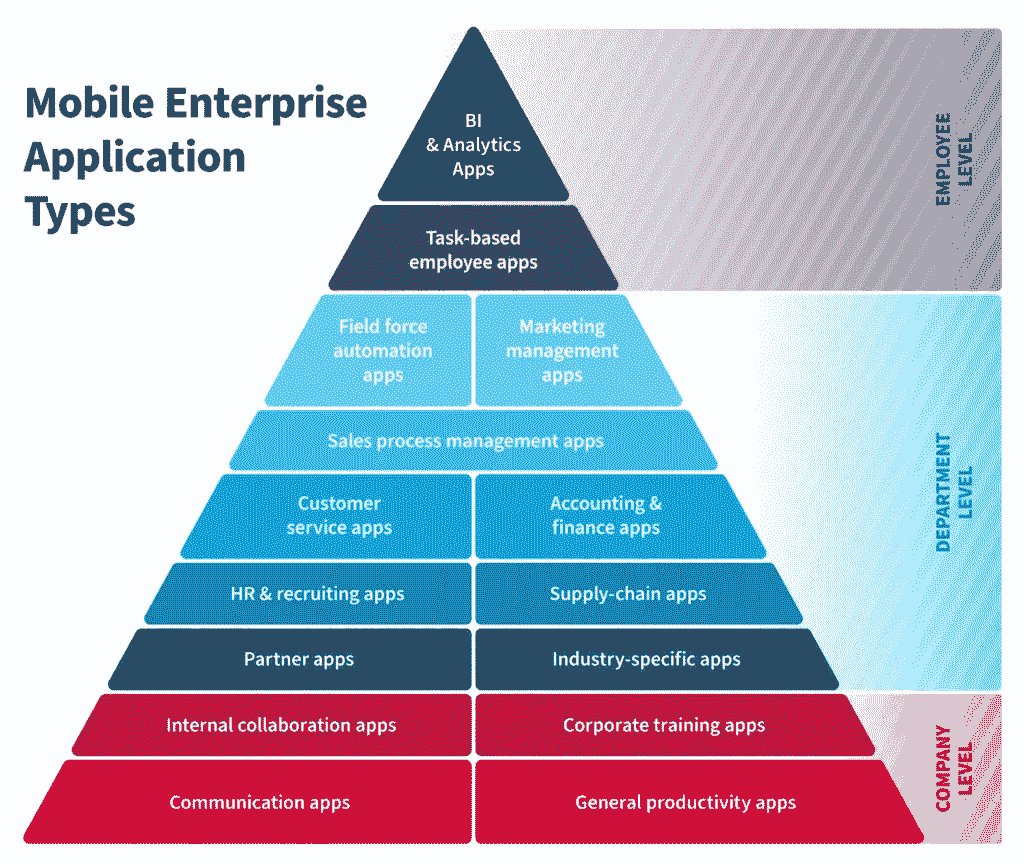 Mobile Enterprise
Application
Types
BI
& Analytics
Apps
Task-based
employee apps
EMPLOYEE
LEVEL
Field force
automation
apps
Marketing
management
apps
Sales process management apps
Customer
service apps
Accounting &
finance apps
HR & recruiting apps
Supply-chain apps
Partner apps
Industry-specific apps
DEPARTMENT
LEVEL
Internal collaboration apps
Corporate training apps
Communication apps
General productivity apps
COMPANY
LEVEL